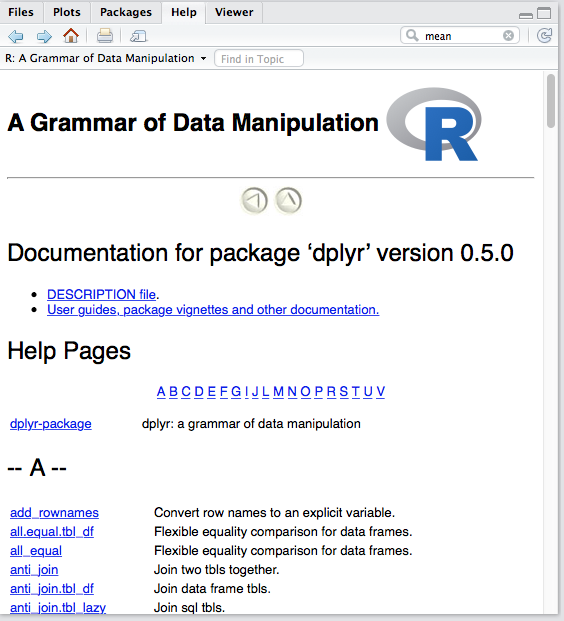 Files Plots Packages Help Viewer
mean
R: A Grammar of Data Manipulation Find in Topic
A Grammar of Data Manipulation R
Documentation for package ‘dplyr’ version 0.5.0
• DESCRIPTION file.
• User guides, package vignettes and other documentation.
Help Pages
A B C D E F G I J L M N O P R S T U V
dplyr-package dplyr: a grammar of data manipulation
-- A --
add_rownames Convert row names to an explicit variable.
all.equal.tbl_df Flexible equality comparison for data frames.
all_equal Flexible equality comparison for data frames.
anti_join Join two tbls together.
anti_join.tbl_df Join data frame tbls.
anti_join.tbl_lazy Join sql tbls.